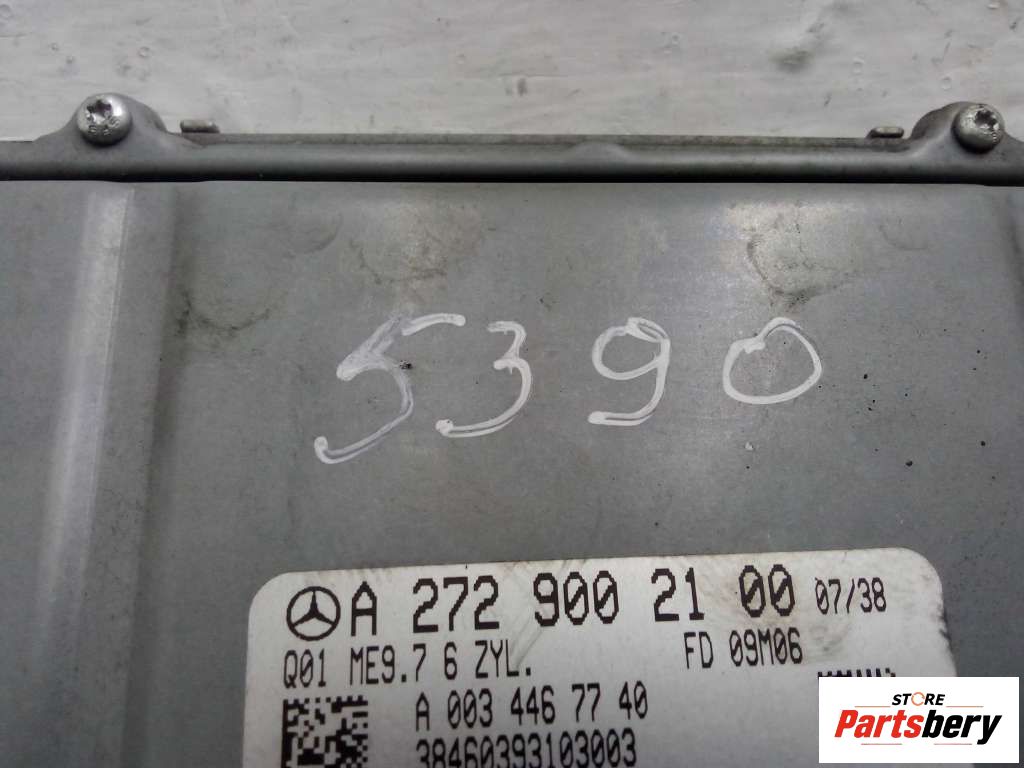 5390
A 272 900 21 00 07/38
Q01 ME9.7 6 ZYL. FD 09M06
A 003 446 77 40
38460393103003
STORE
Partsbery